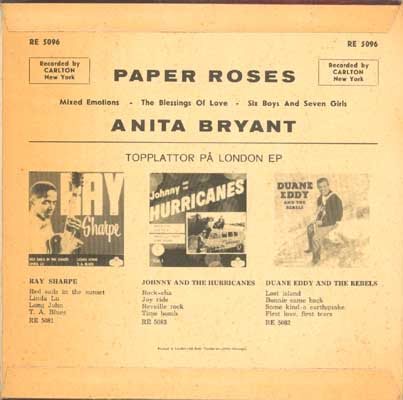 RE 5096
RE 5096
Recorded by
CARLTON
New York
Recorded by
CARLTON
New York
PAPER ROSES
Mixed Emotions - The Blessings Of Love - Six Boys And Seven Girls
ANITA BRYANT
TOPPLATTOR PÅ LONDON EP
RAY
Sharpe
Johnny AND THE
HURRICANES
DUANE
EDDY
AND THE
REBELS
RAY SHARPE
Red sails in the sunset
Linda Lu
Long John
T. A. Blues
RE 5081
JOHNNY AND THE HURRICANES
Rock-cha
Joy ride
Reveille rock
Time bomb
RE 5083
DUANE EDDY AND THE REBELS
Lost island
Bonnie came back
Some kind-a earthquake
First love, first tears
RE 5082